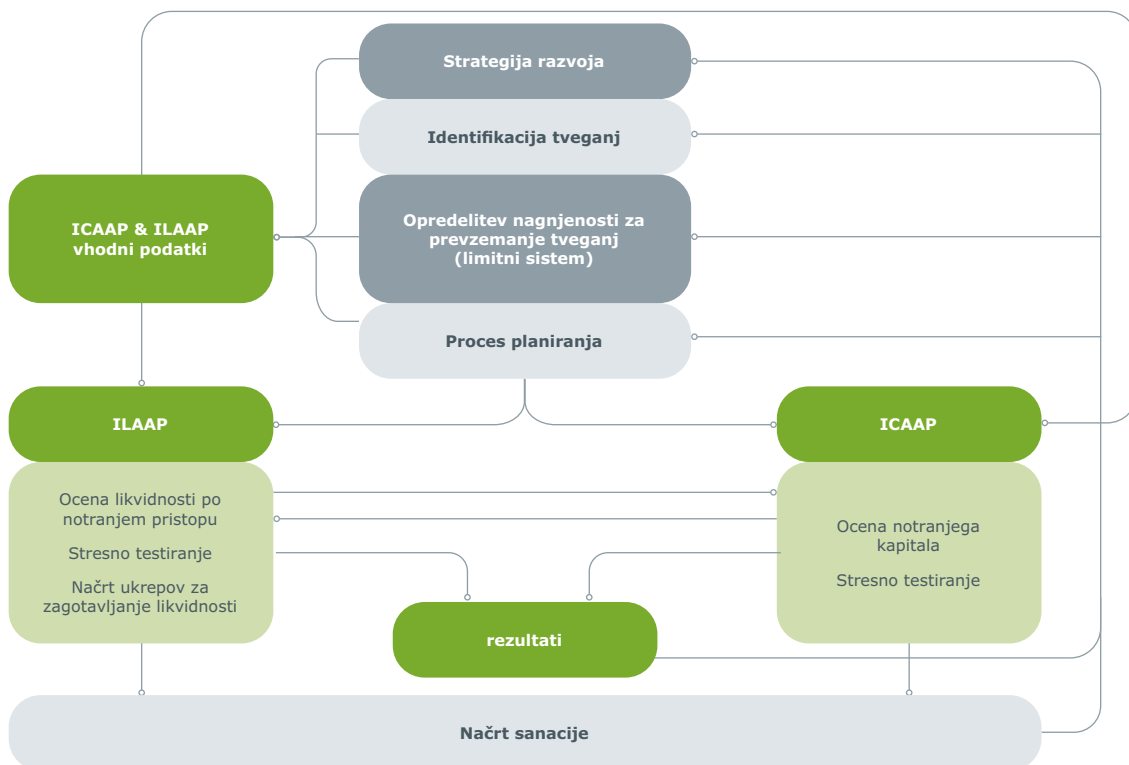 Strategija razvoja
Identifikacija tveganj
ICAAP & ILAAP
vhodni podatki
Opredelitev nagnjenosti za
prevzemanje tveganj
(limitni sistem)
Proces planiranja
ILAAP
ICAAP
Ocena likvidnosti po
notranjem pristopu
Stresno testiranje
Načrt ukrepov za
zagotavljanje likvidnosti
Ocena notranjega
kapitala
Stresno testiranje
rezultati
Načrt sanacije